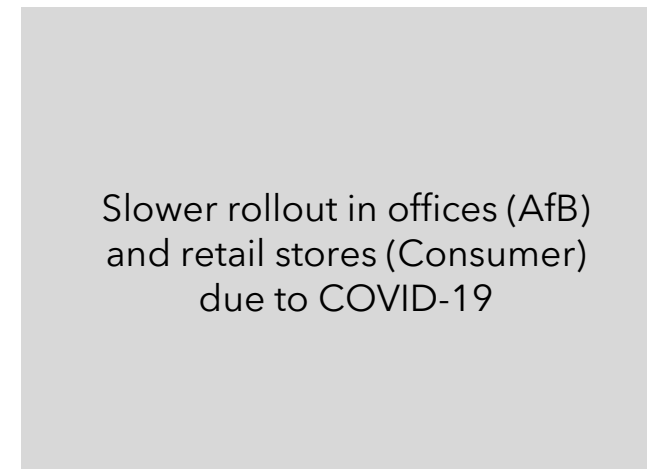 Slower rollout in offices (AfB)
and retail stores (Consumer)
due to COVID-19